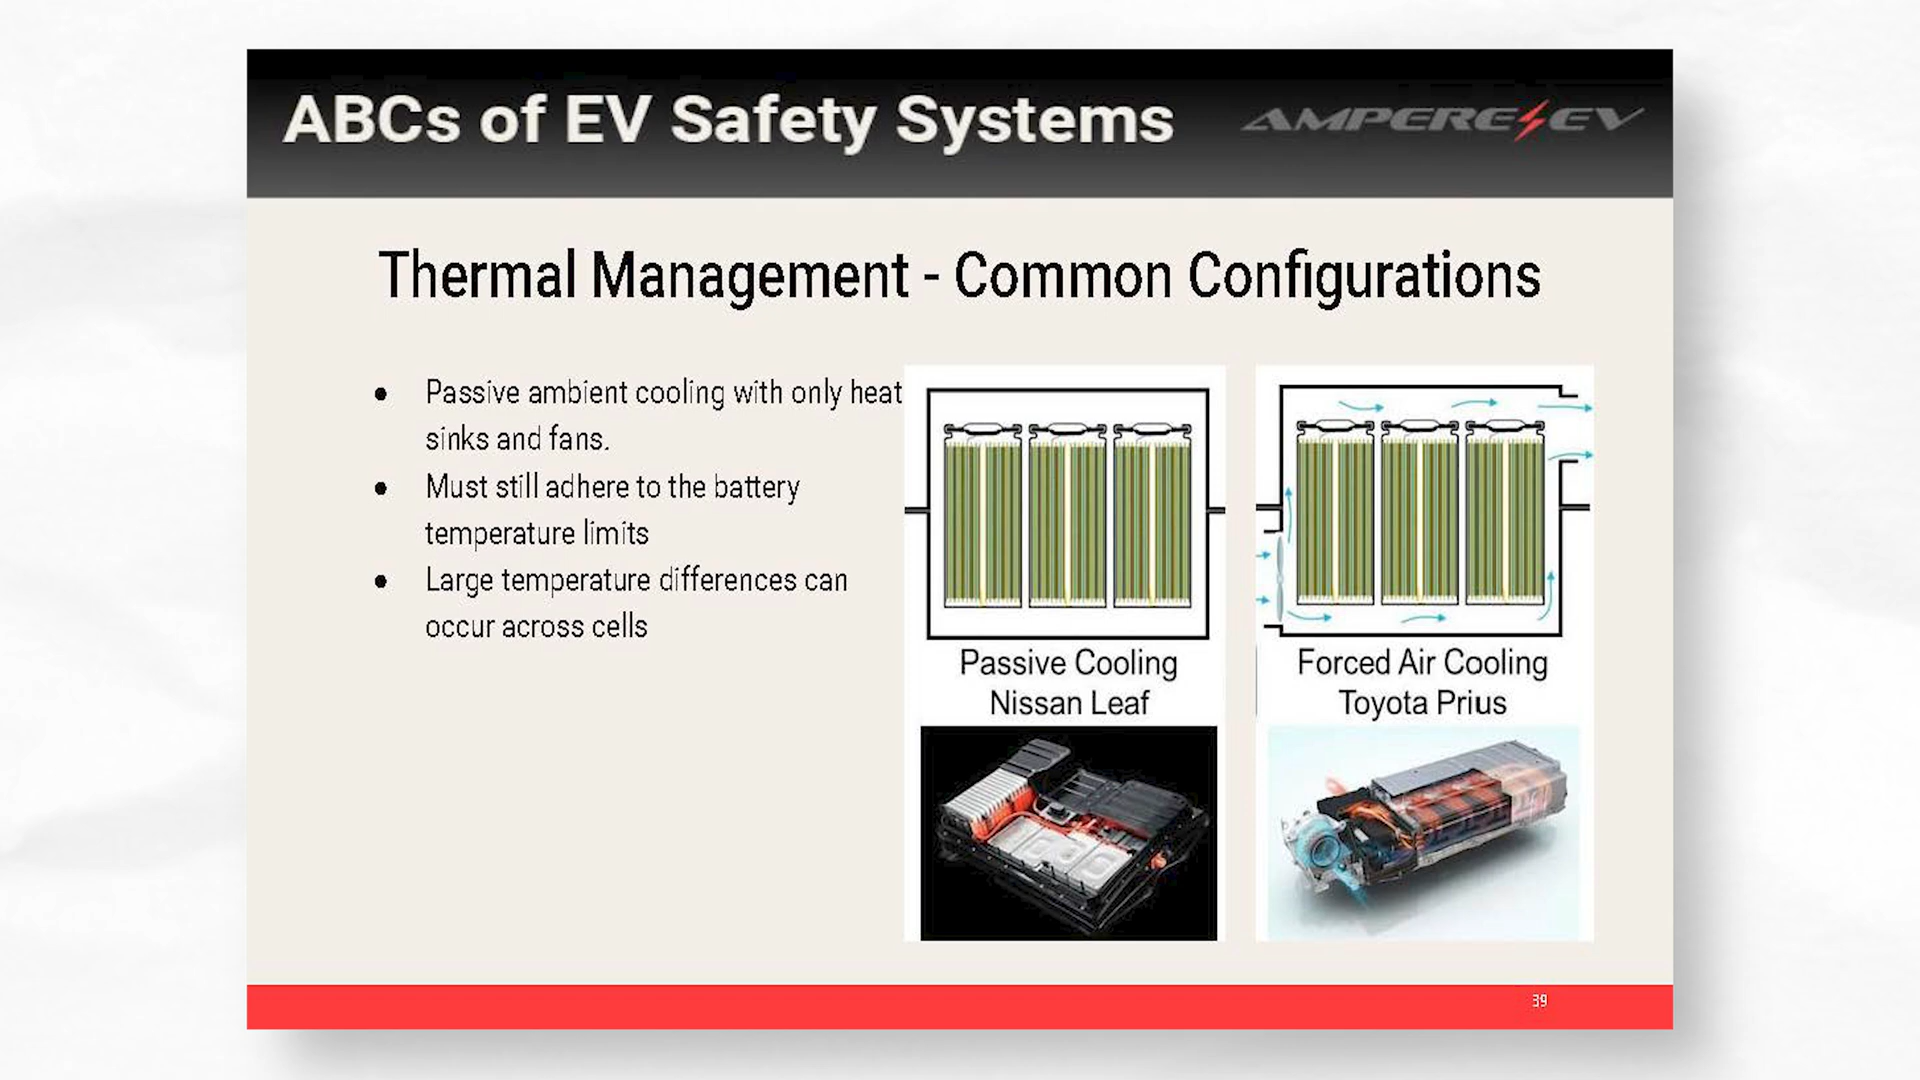 ABCs of EV Safety Systems
AMPERE EV
Thermal Management - Common Configurations
● Passive ambient cooling with only heat
sinks and fans.
● Must still adhere to the battery
temperature limits
● Large temperature differences can
occur across cells
Passive Cooling
Nissan Leaf
Forced Air Cooling
Toyota Prius
39